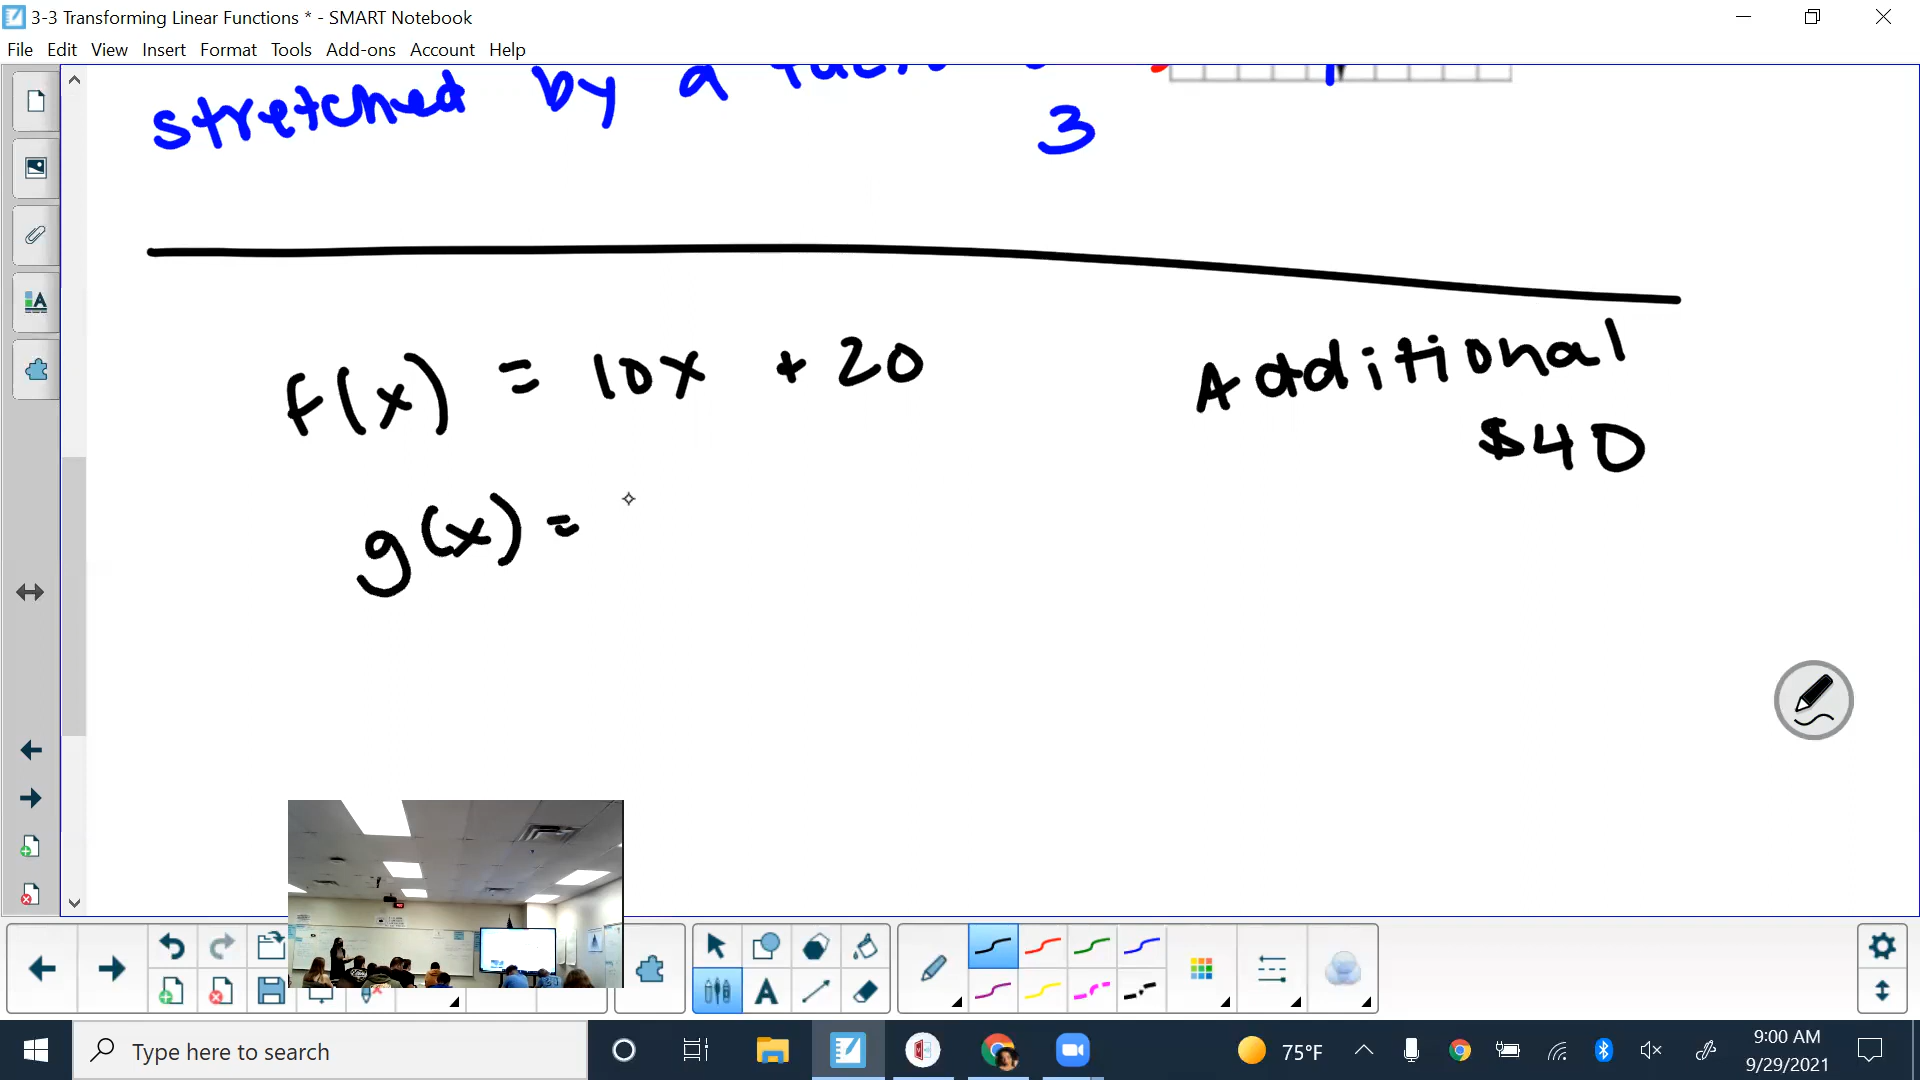 3-3 Transforming Linear Functions * - SMART Notebook
File Edit View Insert Format Tools Add-ons Account Help
stretched by a
3
f(x) = 10x + 20
Additional
$40
g(x) =
Type here to search
75°F
9:00 AM
9/29/2021